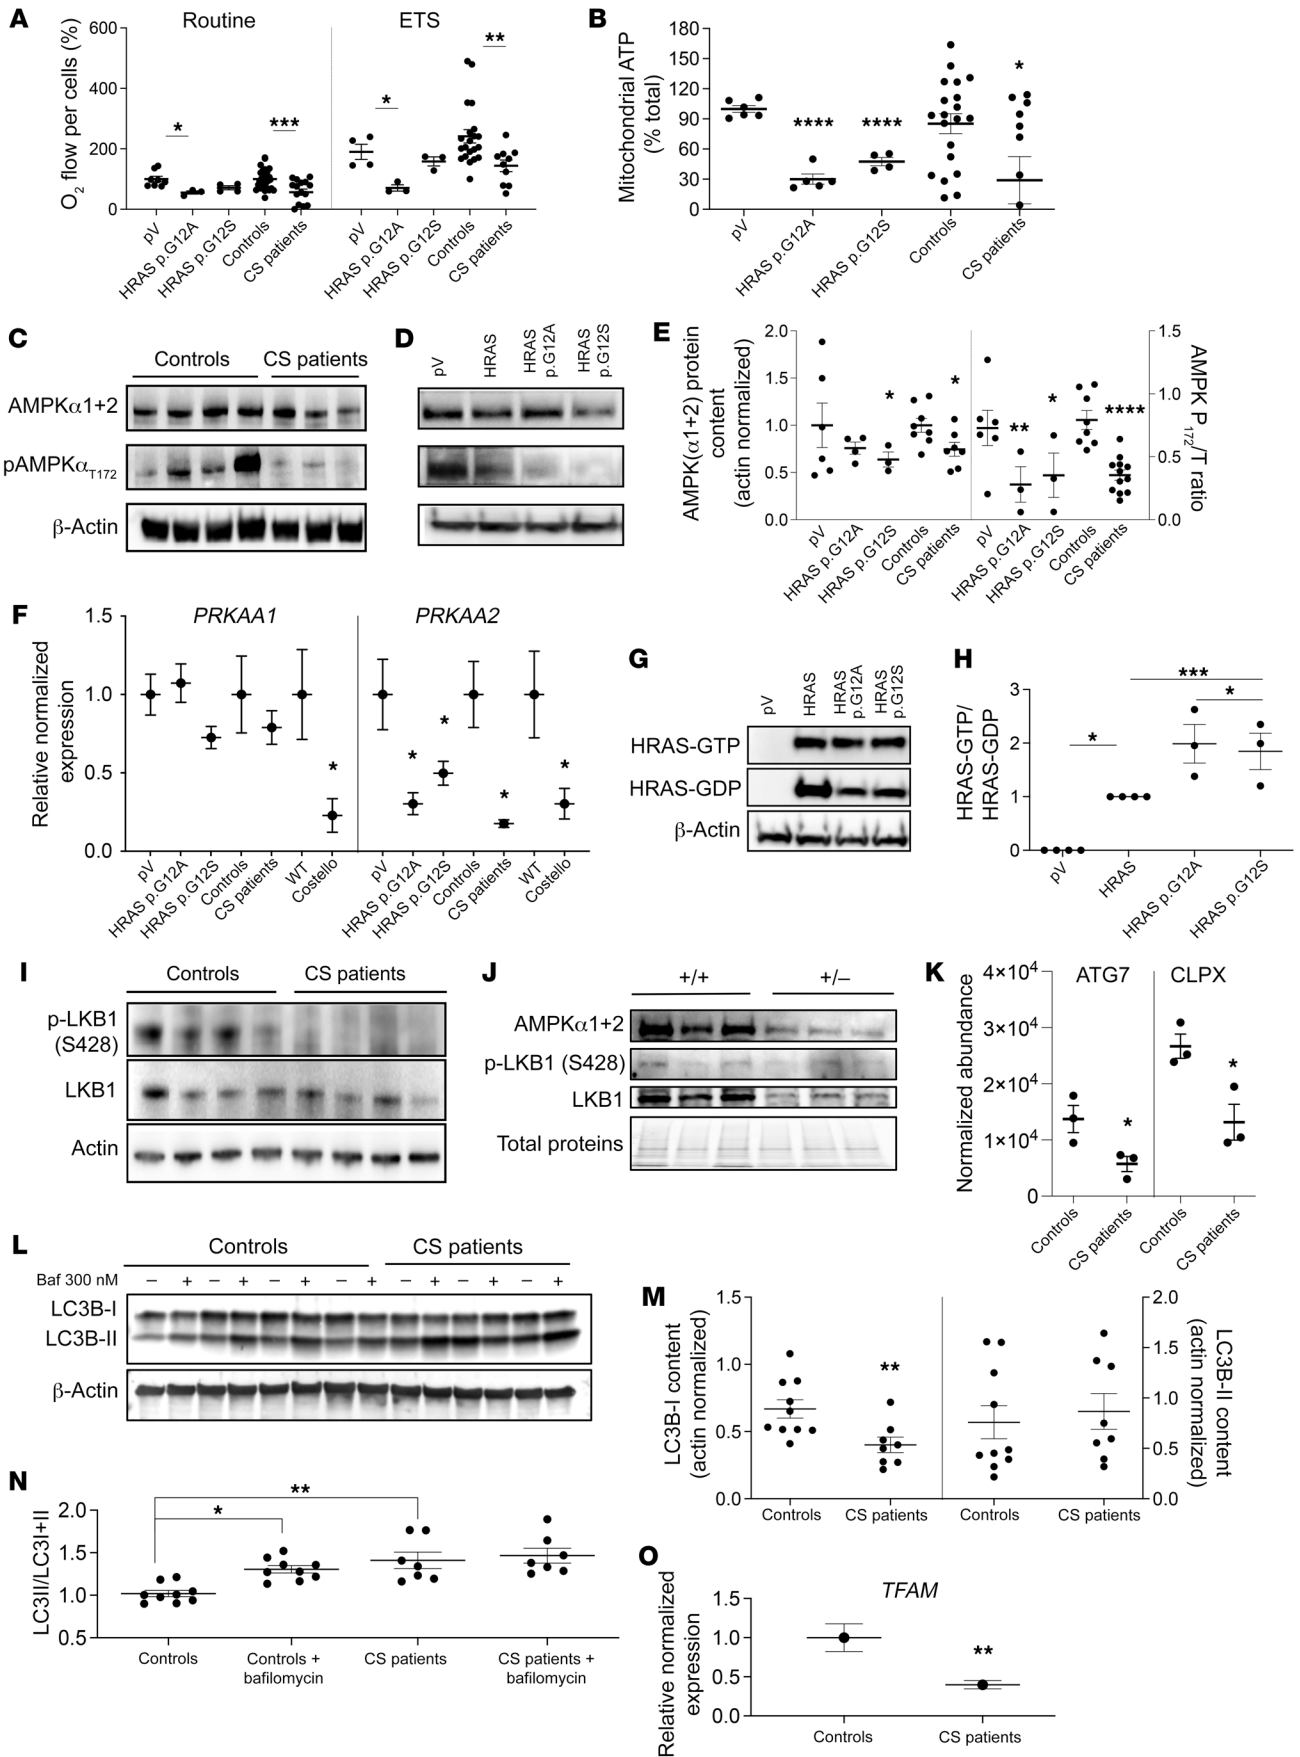 A
Routine
ETS
O2 flow per cells (%)
600
400
200
0
*
***
*
**
pV
HRAS p.G12A
HRAS p.G12S
Controls
CS patients
pV
HRAS p.G12A
HRAS p.G12S
Controls
CS patients
B
Mitochondrial ATP
(% total)
180
150
120
90
60
30
0
****
****
*
pV
HRAS p.G12A
HRAS p.G12S
Controls
CS patients
C
Controls
CS patients
AMPKα1+2
pAMPKαT172
β-Actin
D
pV
HRAS
HRAS
p.G12A
HRAS
p.G12S
E
AMPK(α1+2) protein
content
(actin normalized)
2.0
1.5
1.0
0.5
0.0
*
*
**
*
****
1.5
1.0
0.5
0.0
AMPK P172/T ratio
pV
HRAS p.G12A
HRAS p.G12S
Controls
CS patients
pV
HRAS p.G12A
HRAS p.G12S
Controls
CS patients
F
PRKAA1
PRKAA2
Relative normalized
expression
1.5
1.0
0.5
0.0
*
*
*
*
*
pV
HRAS p.G12A
HRAS p.G12S
Controls
CS patients
WT
Costello
pV
HRAS p.G12A
HRAS p.G12S
Controls
CS patients
WT
Costello
G
pV
HRAS
HRAS
p.G12A
HRAS
p.G12S
HRAS-GTP
HRAS-GDP
β-Actin
H
HRAS-GTP/
HRAS-GDP
3
2
1
0
*
***
*
pV
HRAS
HRAS p.G12A
HRAS p.G12S
I
Controls
CS patients
p-LKB1
(S428)
LKB1
Actin
J
+/+
+/–
AMPKα1+2
p-LKB1 (S428)
LKB1
Total proteins
K
ATG7
CLPX
Normalized abundance
4×10⁴
3×10⁴
2×10⁴
1×10⁴
0
*
*
Controls
CS patients
Controls
CS patients
L
Controls
CS patients
Baf 300 nM – + – + – + – + – + – + – +
LC3B-I
LC3B-II
β-Actin
M
LC3B-I content
(actin normalized)
1.5
1.0
0.5
0.0
**
2.0
1.5
1.0
0.5
0.0
LC3B-II content
(actin normalized)
Controls
CS patients
Controls
CS patients
N
LC3II/LC3I+II
2.0
1.5
1.0
0.5
*
**
Controls
Controls +
bafilomycin
CS patients
CS patients +
bafilomycin
O
TFAM
Relative normalized
expression
1.5
1.0
0.5
0.0
**
Controls
CS patients